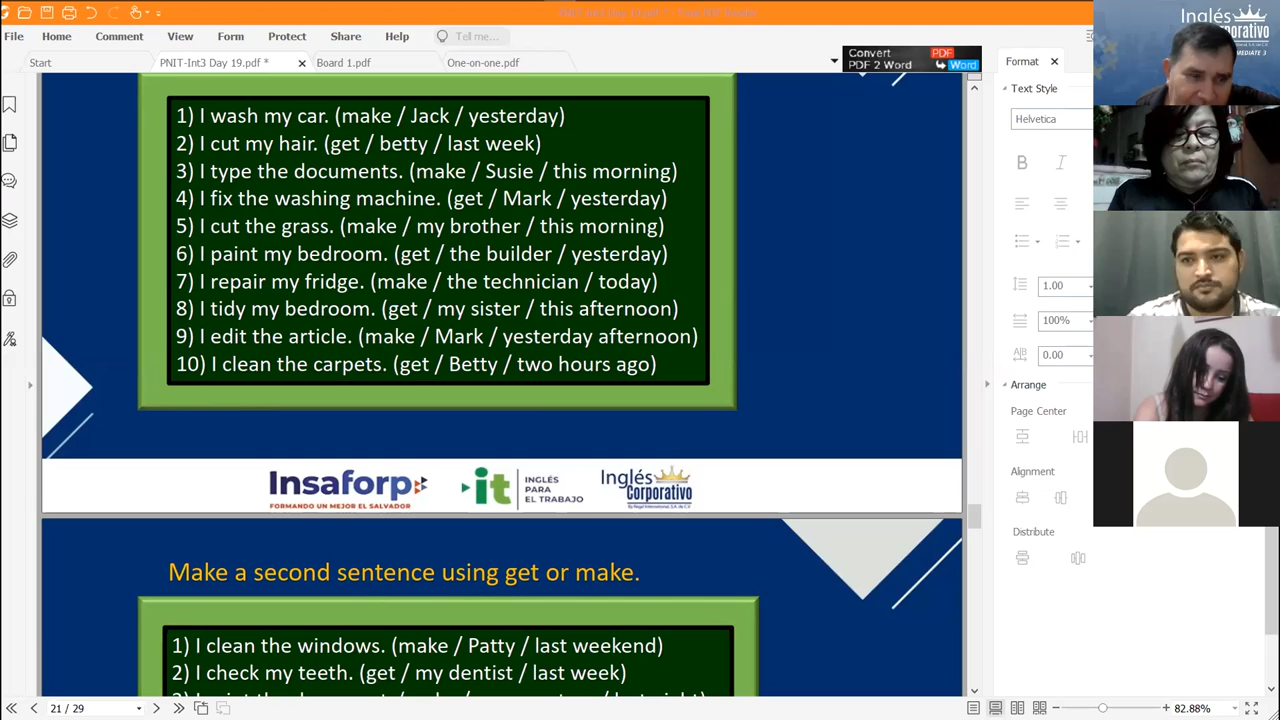 File Home Comment View Form Protect Share Help Tell me...
Start PNIT-Int3 Day 19.pdf * Board 1.pdf One-on-one.pdf
Convert PDF
PDF 2 Word Word
Format
Text Style
Helvetica
B I
1.00
100%
0.00
Arrange
Page Center
Alignment
Distribute
Inglés
Corporativo
1) I wash my car. (make / Jack / yesterday)
2) I cut my hair. (get / betty / last week)
3) I type the documents. (make / Susie / this morning)
4) I fix the washing machine. (get / Mark / yesterday)
5) I cut the grass. (make / my brother / this morning)
6) I paint my bedroom. (get / the builder / yesterday)
7) I repair my fridge. (make / the technician / today)
8) I tidy my bedroom. (get / my sister / this afternoon)
9) I edit the article. (make / Mark / yesterday afternoon)
10) I clean the carpets. (get / Betty / two hours ago)
Insaforp
FORMANDO UN MEJOR EL SALVADOR
it
INGLÉS
PARA
EL TRABAJO
Inglés
Corporativo
By Regal International, S.A. de C.V.
Make a second sentence using get or make.
1) I clean the windows. (make / Patty / last weekend)
2) I check my teeth. (get / my dentist / last week)
21 / 29
82.88%